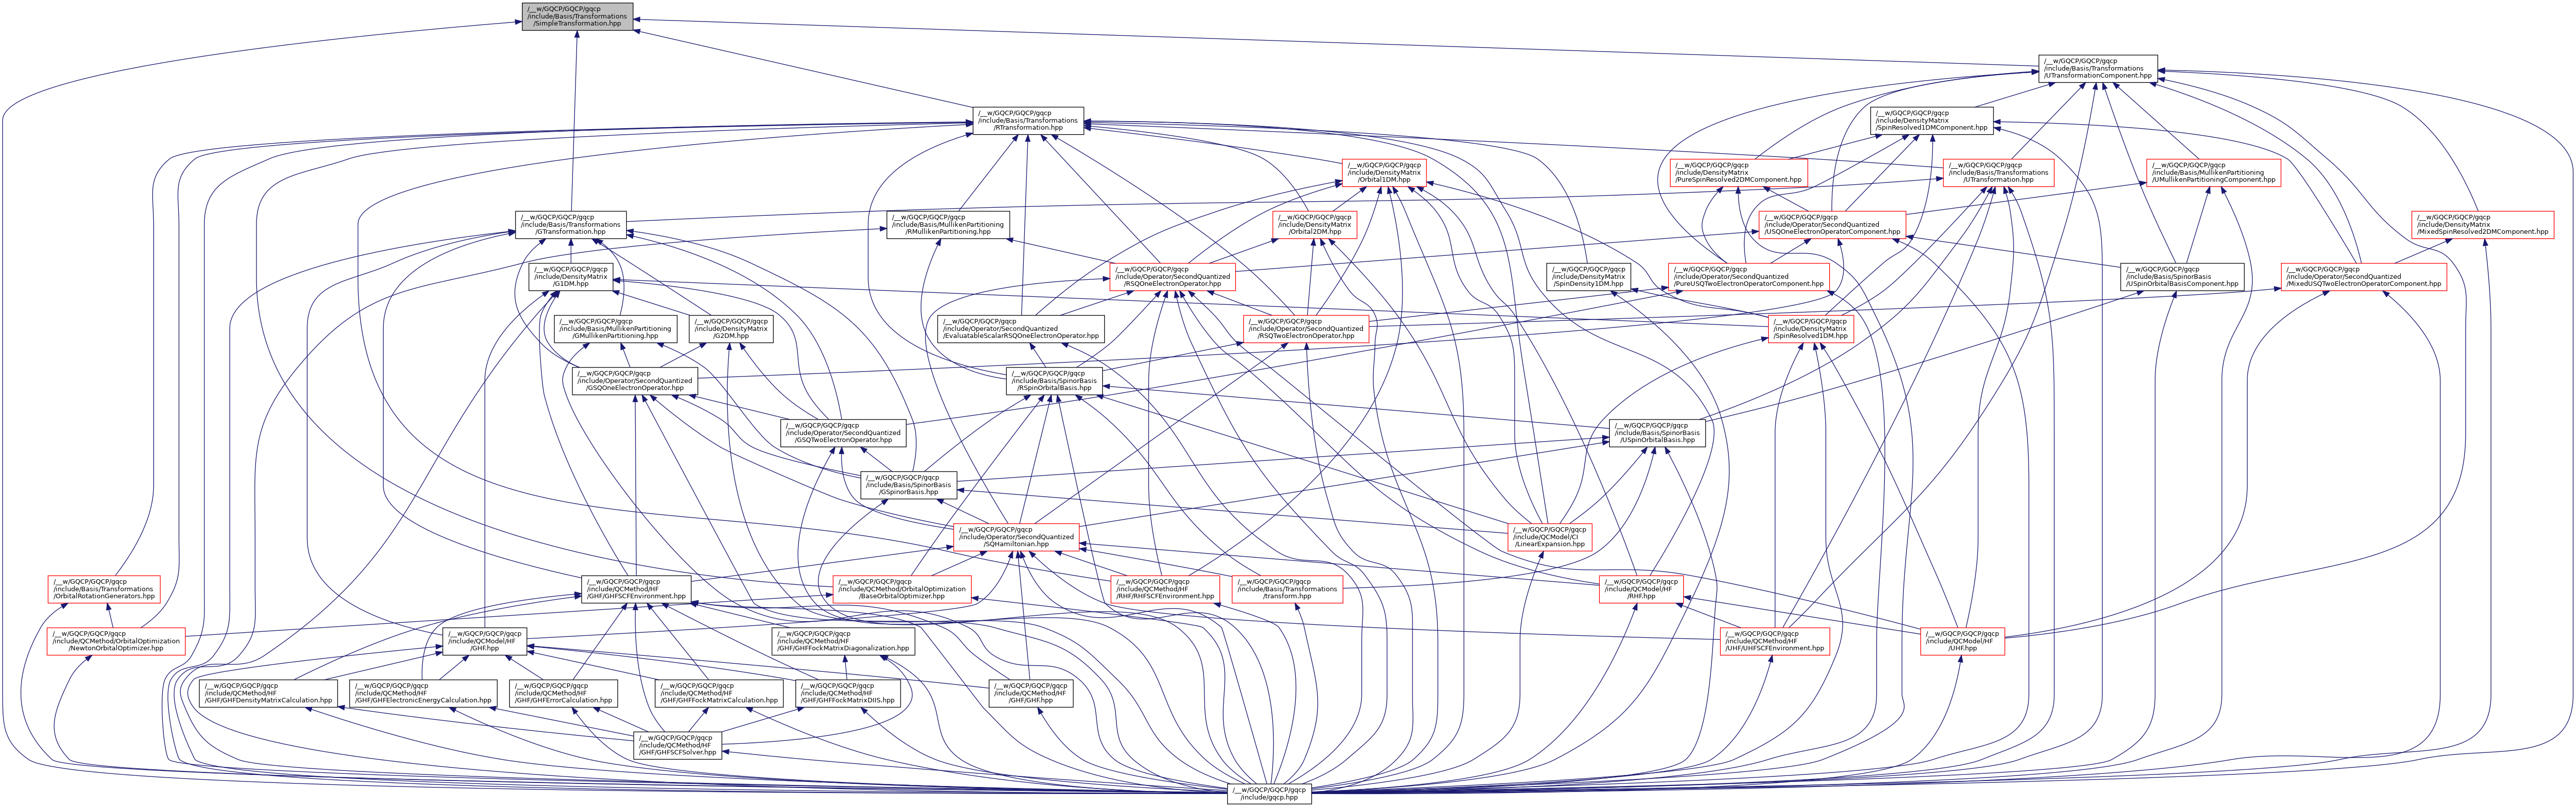 /__w/GQCP/GQCP/gqcp
/include/Basis/Transformations
/SimpleTransformation.hpp
/__w/GQCP/GQCP/gqcp
/include/Basis/Transformations
/UTransformationComponent.hpp
/__w/GQCP/GQCP/gqcp
/include/Basis/Transformations
/RTransformation.hpp
/__w/GQCP/GQCP/gqcp
/include/DensityMatrix
/SpinResolved1DMComponent.hpp
/__w/GQCP/GQCP/gqcp
/include/DensityMatrix
/Orbital1DM.hpp
/__w/GQCP/GQCP/gqcp
/include/DensityMatrix
/PureSpinResolved2DMComponent.hpp
/__w/GQCP/GQCP/gqcp
/include/Basis/Transformations
/UTransformation.hpp
/__w/GQCP/GQCP/gqcp
/include/Basis/MullikenPartitioning
/UMullikenPartitioningComponent.hpp
/__w/GQCP/GQCP/gqcp
/include/Basis/Transformations
/GTransformation.hpp
/__w/GQCP/GQCP/gqcp
/include/Basis/MullikenPartitioning
/RMullikenPartitioning.hpp
/__w/GQCP/GQCP/gqcp
/include/DensityMatrix
/Orbital2DM.hpp
/__w/GQCP/GQCP/gqcp
/include/Operator/SecondQuantized
/USQOneElectronOperatorComponent.hpp
/__w/GQCP/GQCP/gqcp
/include/DensityMatrix
/MixedSpinResolved2DMComponent.hpp
/__w/GQCP/GQCP/gqcp
/include/DensityMatrix
/G1DM.hpp
/__w/GQCP/GQCP/gqcp
/include/Operator/SecondQuantized
/RSQOneElectronOperator.hpp
/__w/GQCP/GQCP/gqcp
/include/DensityMatrix
/SpinDensity1DM.hpp
/__w/GQCP/GQCP/gqcp
/include/Operator/SecondQuantized
/PureUSQTwoElectronOperatorComponent.hpp
/__w/GQCP/GQCP/gqcp
/include/Basis/SpinorBasis
/USpinOrbitalBasisComponent.hpp
/__w/GQCP/GQCP/gqcp
/include/Operator/SecondQuantized
/MixedUSQTwoElectronOperatorComponent.hpp
/__w/GQCP/GQCP/gqcp
/include/Basis/MullikenPartitioning
/GMullikenPartitioning.hpp
/__w/GQCP/GQCP/gqcp
/include/DensityMatrix
/G2DM.hpp
/__w/GQCP/GQCP/gqcp
/include/Operator/SecondQuantized
/EvaluatableScalarRSQOneElectronOperator.hpp
/__w/GQCP/GQCP/gqcp
/include/Operator/SecondQuantized
/RSQTwoElectronOperator.hpp
/__w/GQCP/GQCP/gqcp
/include/DensityMatrix
/SpinResolved1DM.hpp
/__w/GQCP/GQCP/gqcp
/include/Operator/SecondQuantized
/GSQOneElectronOperator.hpp
/__w/GQCP/GQCP/gqcp
/include/Basis/SpinorBasis
/RSpinOrbitalBasis.hpp
/__w/GQCP/GQCP/gqcp
/include/Operator/SecondQuantized
/GSQTwoElectronOperator.hpp
/__w/GQCP/GQCP/gqcp
/include/Basis/SpinorBasis
/USpinOrbitalBasis.hpp
/__w/GQCP/GQCP/gqcp
/include/Basis/SpinorBasis
/GSpinorBasis.hpp
/__w/GQCP/GQCP/gqcp
/include/Operator/SecondQuantized
/SQHamiltonian.hpp
/__w/GQCP/GQCP/gqcp
/include/QCModel/CI
/LinearExpansion.hpp
/__w/GQCP/GQCP/gqcp
/include/Basis/Transformations
/OrbitalRotationGenerators.hpp
/__w/GQCP/GQCP/gqcp
/include/QCMethod/HF
/GHF/GHFSCFEnvironment.hpp
/__w/GQCP/GQCP/gqcp
/include/QCMethod/OrbitalOptimization
/BaseOrbitalOptimizer.hpp
/__w/GQCP/GQCP/gqcp
/include/QCMethod/HF
/RHF/RHFSCFEnvironment.hpp
/__w/GQCP/GQCP/gqcp
/include/Basis/Transformations
/transform.hpp
/__w/GQCP/GQCP/gqcp
/include/QCModel/HF
/RHF.hpp
/__w/GQCP/GQCP/gqcp
/include/QCMethod/OrbitalOptimization
/NewtonOrbitalOptimizer.hpp
/__w/GQCP/GQCP/gqcp
/include/QCModel/HF
/GHF.hpp
/__w/GQCP/GQCP/gqcp
/include/QCMethod/HF
/GHF/GHFFockMatrixDiagonalization.hpp
/__w/GQCP/GQCP/gqcp
/include/QCMethod/HF
/UHF/UHFSCFEnvironment.hpp
/__w/GQCP/GQCP/gqcp
/include/QCModel/HF
/UHF.hpp
/__w/GQCP/GQCP/gqcp
/include/QCMethod/HF
/GHF/GHFDensityMatrixCalculation.hpp
/__w/GQCP/GQCP/gqcp
/include/QCMethod/HF
/GHF/GHFElectronicEnergyCalculation.hpp
/__w/GQCP/GQCP/gqcp
/include/QCMethod/HF
/GHF/GHFErrorCalculation.hpp
/__w/GQCP/GQCP/gqcp
/include/QCMethod/HF
/GHF/GHFFockMatrixCalculation.hpp
/__w/GQCP/GQCP/gqcp
/include/QCMethod/HF
/GHF/GHFFockMatrixDIIS.hpp
/__w/GQCP/GQCP/gqcp
/include/QCMethod/HF
/GHF/GHF.hpp
/__w/GQCP/GQCP/gqcp
/include/QCMethod/HF
/GHF/GHFSCFSolver.hpp
/__w/GQCP/GQCP/gqcp
/include/gqcp.hpp